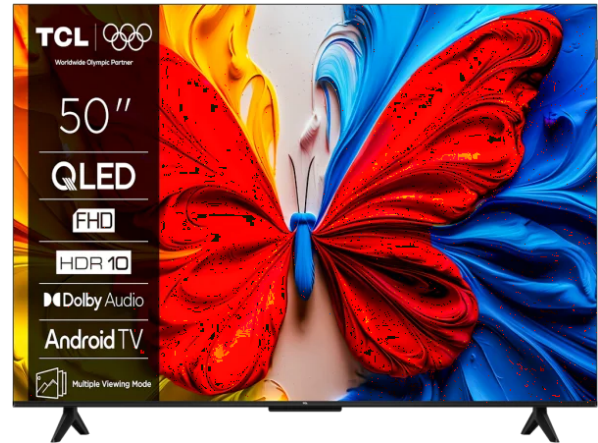 TCL
Worldwide Olympic Partner
50"
QLED
FHD
HDR 10
Dolby Audio
Android TV
Multiple Viewing Mode